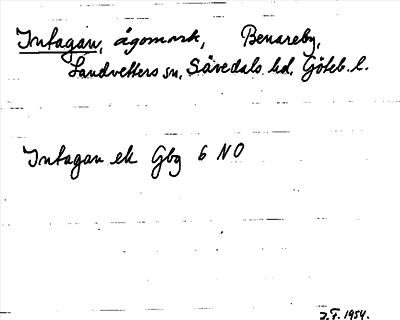 Intagan, ägomark, Benareby,
Landvetters sn, Sävedals hd, Göteb. l.
Intagan ek Gbg 6 NO
J.F. 1954.